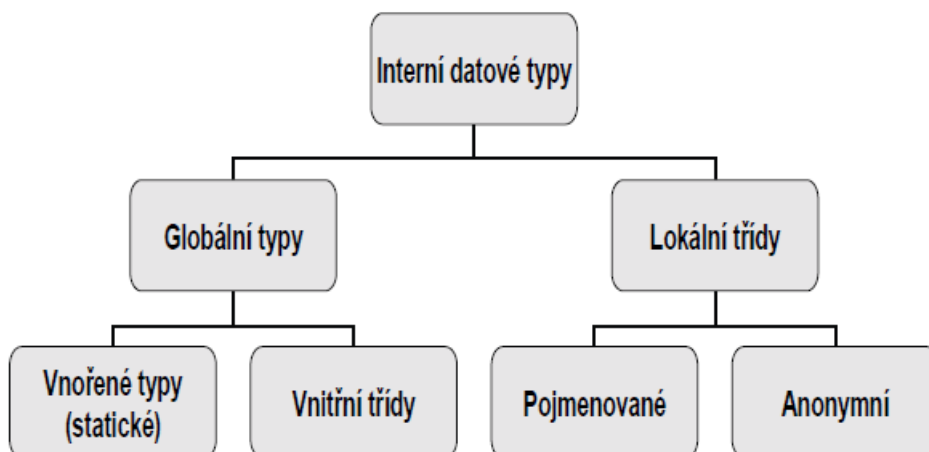 Interní datové typy
Globální typy
Lokální třídy
Vnořené typy
(statické)
Vnitřní třídy
Pojmenované
Anonymní